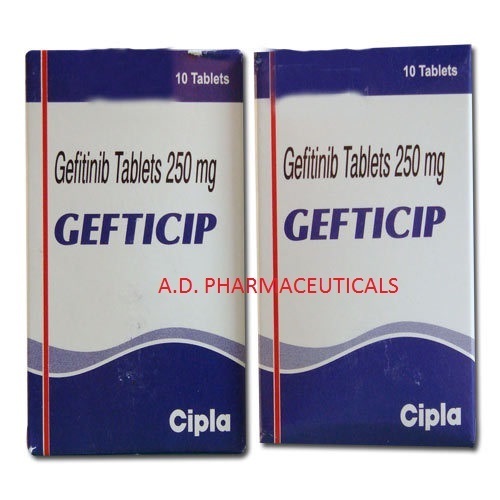 10 Tablets
Gefitinib Tablets 250 mg
GEFTICIP
Cipla
10 Tablets
Gefitinib Tablets 250 mg
GEFTICIP
Cipla
A.D. PHARMACEUTICALS